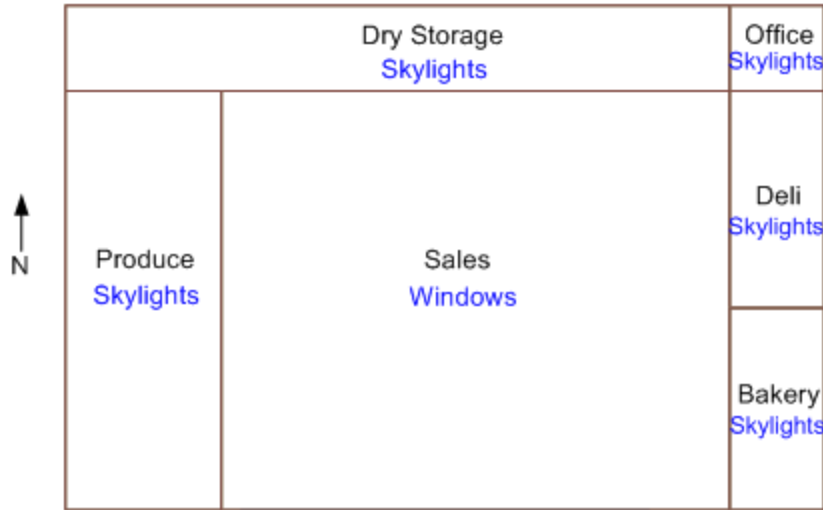 Dry Storage
Skylights
Office
Skylights
Deli
Skylights
N
Produce
Skylights
Sales
Windows
Bakery
Skylights